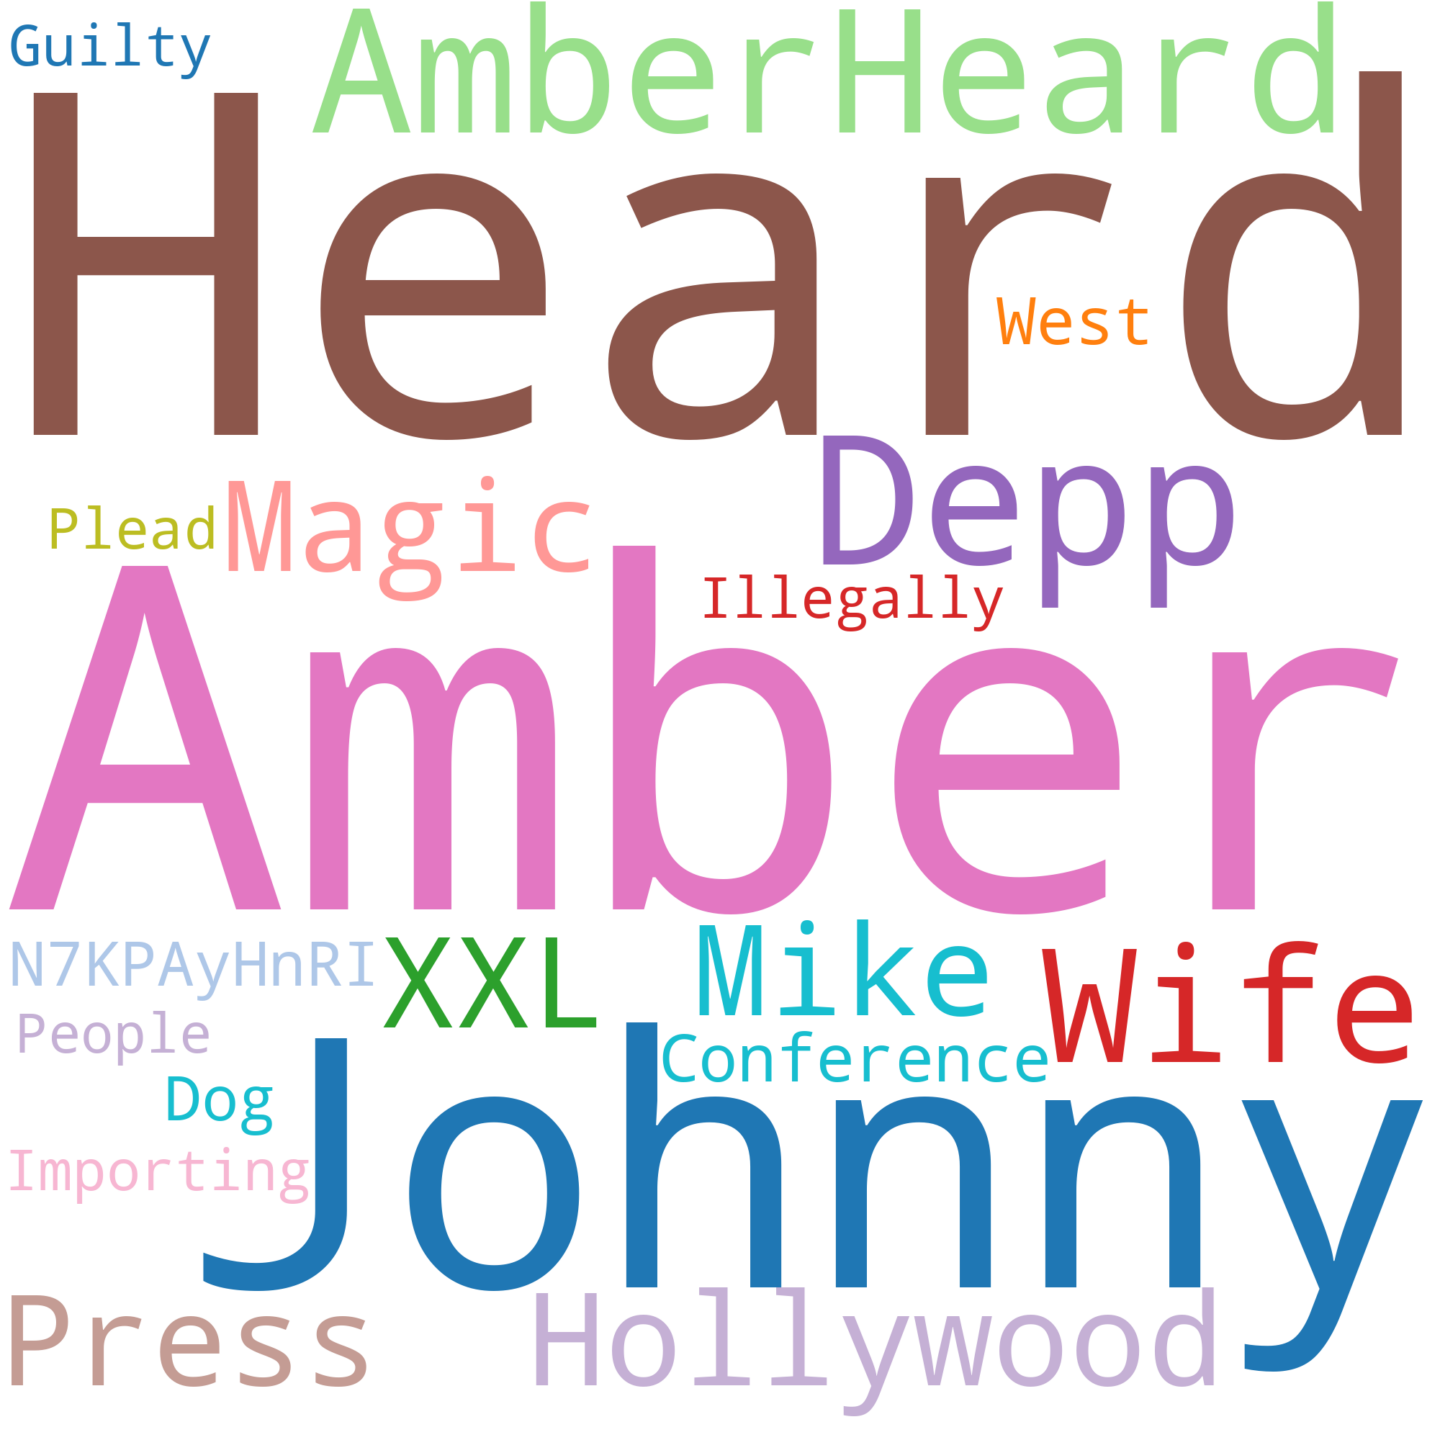 Guilty
AmberHeard
Heard
West
Depp
Magic
Plead
Illegally
Amber
Mike
XXL
N7KPAyHnRI
Wife
People
Conference
Dog
Johnny
Importing
Press
Hollywood